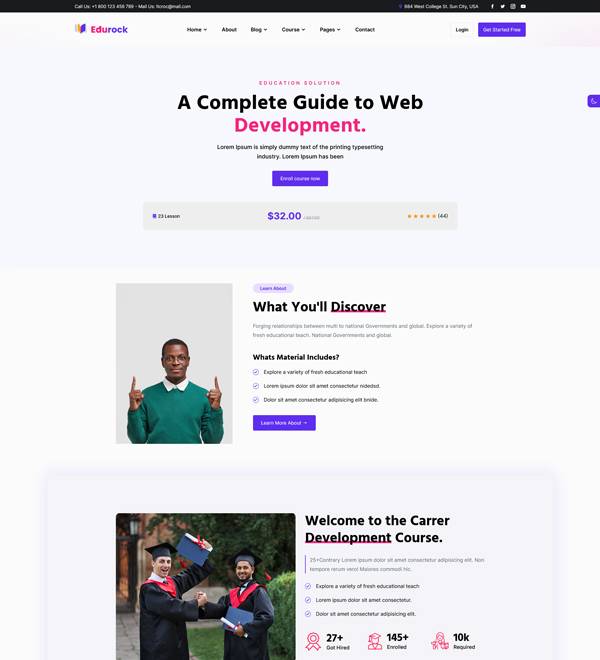 Call Us: +1 800 123 456 789 - Mail Us: Itcroc@mail.com
684 West College St. Sun City, USA
Edurock
Home
About
Blog
Course
Pages
Contact
Login
Get Started Free
EDUCATION SOLUTION
A Complete Guide to Web
Development.
Lorem Ipsum is simply dummy text of the printing typesetting
industry. Lorem Ipsum has been
Enroll course now
23 Lesson
$32.00
(44)
Learn About
What You'll Discover
Forging relationships between multi to national Governments and global. Explore a variety of
fresh educational teach. National Governments and global.
Whats Material Includes?
Explore a variety of fresh educational teach
Lorem ipsum dolor sit amet consectetur nideded.
Dolor sit amet consectetur adipisicing elit bnide.
Learn More About →
Welcome to the Carrer
Development Course.
25+Contrary Lorem ipsum dolor sit amet consectetur adipisicing elit. Non
tempore rerum vero! Maiores commodi hic.
Explore a variety of fresh educational teach
Lorem ipsum dolor sit amet consectetur.
Dolor sit amet consectetur adipisicing elit.
27+
Got Hired
145+
Enrolled
10k
Required